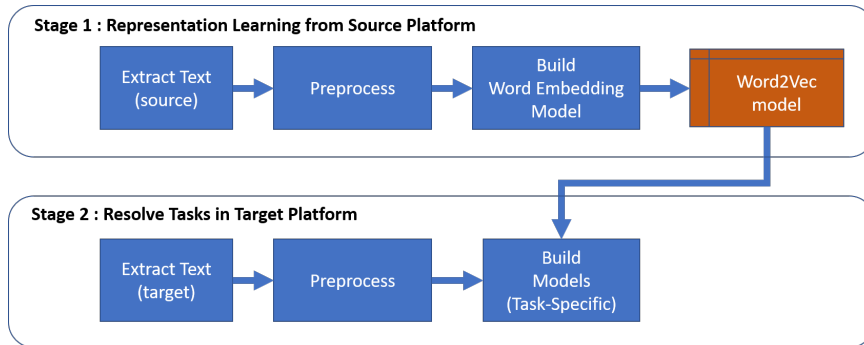 Stage 1 : Representation Learning from Source Platform
Extract Text
(source)
Preprocess
Build
Word Embedding
Model
Word2Vec
model
Stage 2 : Resolve Tasks in Target Platform
Extract Text
(target)
Preprocess
Build
Models
(Task-Specific)